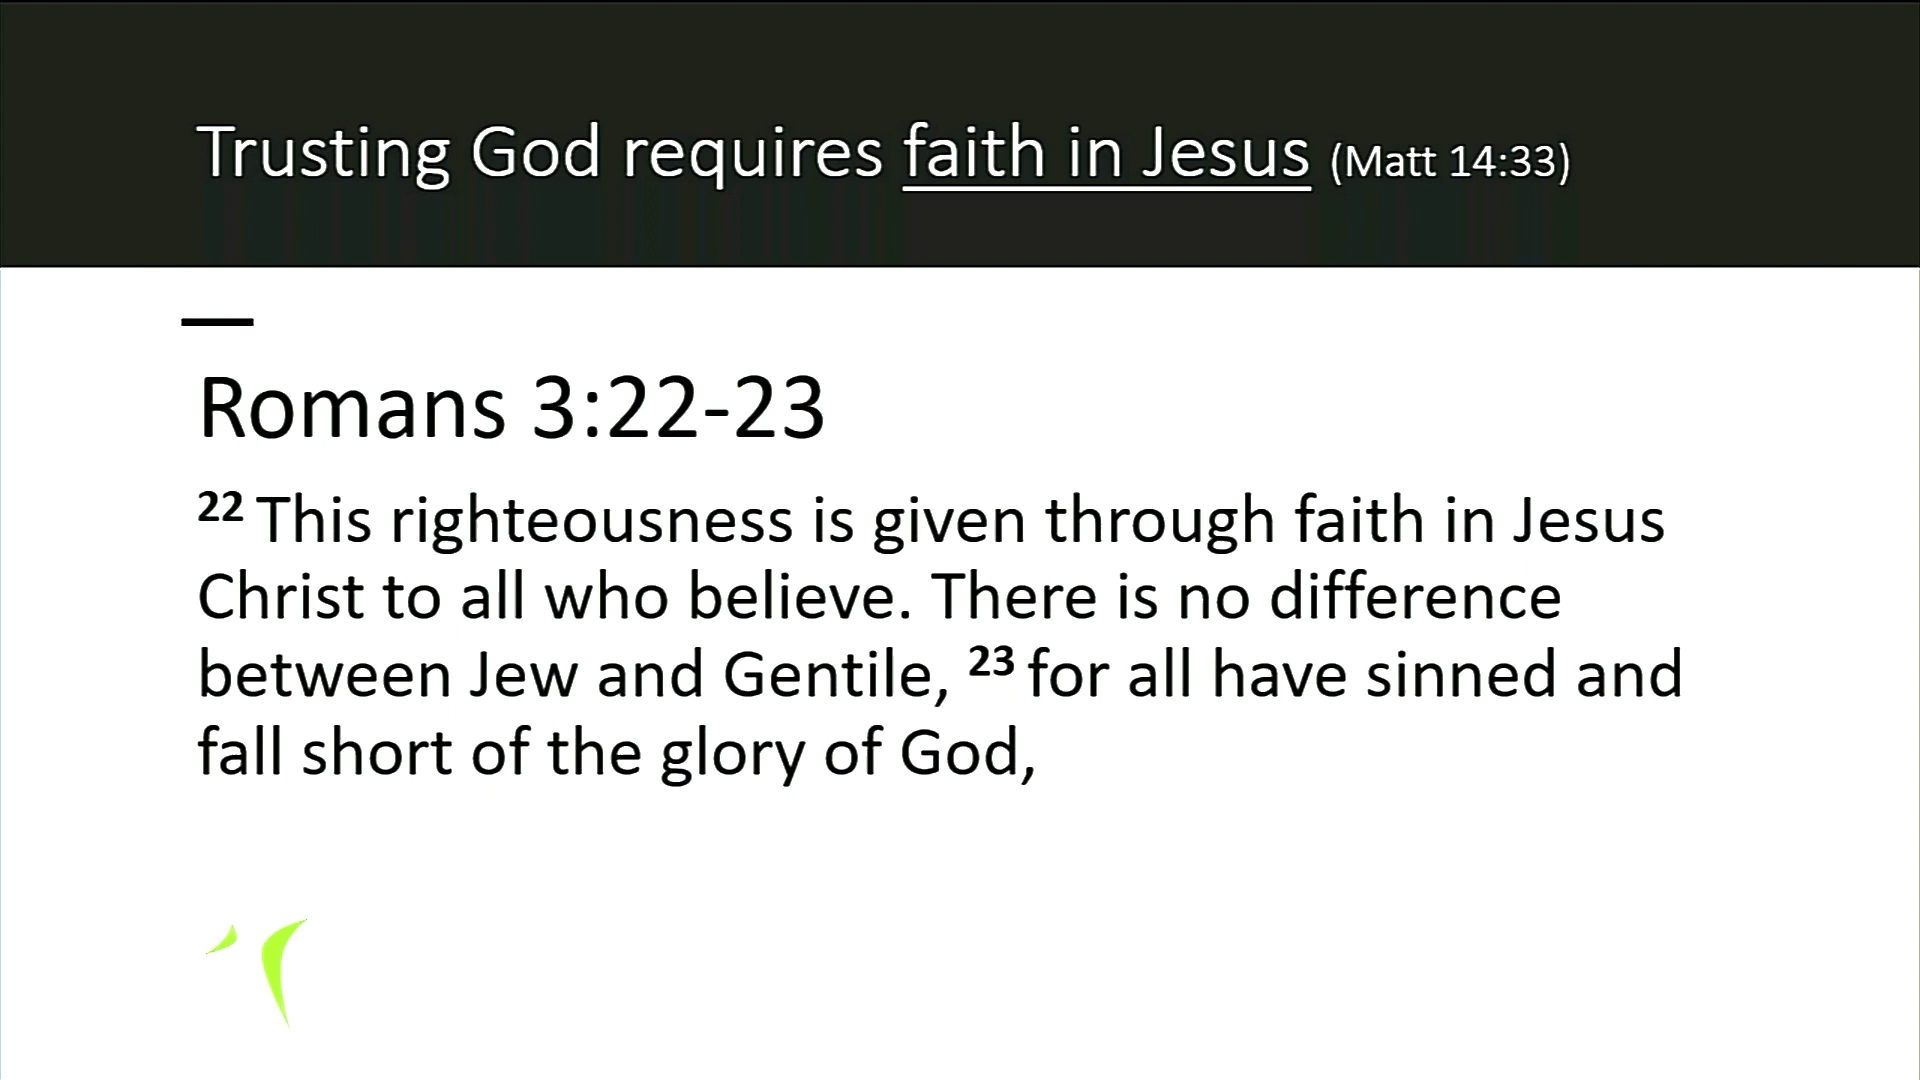 Trusting God requires faith in Jesus (Matt 14:33)
Romans 3:22-23
22 This righteousness is given through faith in Jesus
Christ to all who believe. There is no difference
between Jew and Gentile, 23 for all have sinned and
fall short of the glory of God,